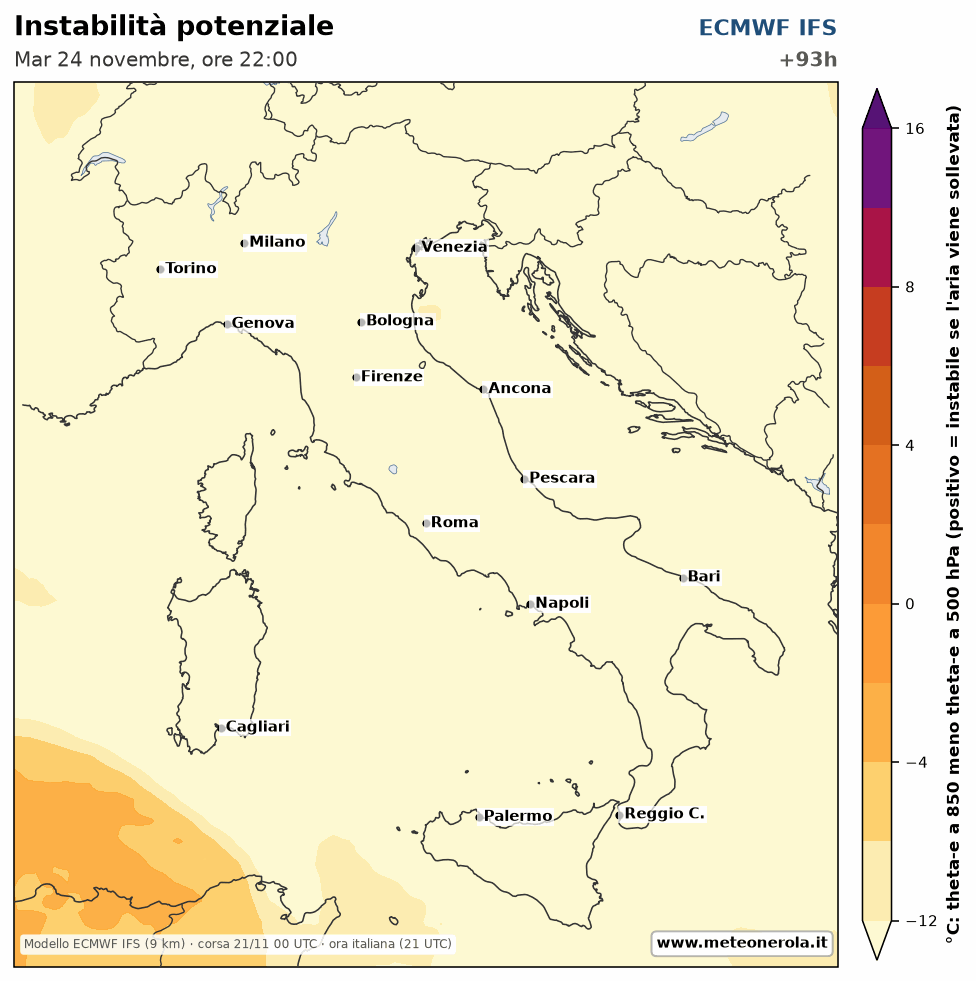 Instabilità potenziale
ECMWF IFS
Mar 24 novembre, ore 22:00
+93h
Milano
Venezia
Torino
Genova
Bologna
Firenze
Ancona
Pescara
Roma
Bari
Napoli
Cagliari
Palermo
Reggio C.
16
8
4
0
−4
−12
°C: theta-e a 850 meno theta-e a 500 hPa (positivo = instabile se l'aria viene sollevata)
Modello ECMWF IFS (9 km) · corsa 21/11 00 UTC · ora italiana (21 UTC)
www.meteonerola.it